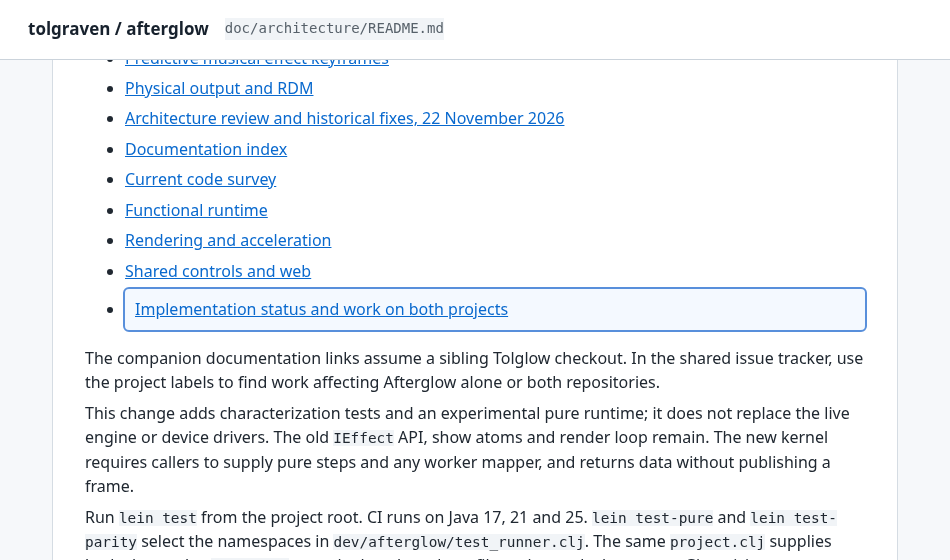 tolgraven / afterglow doc/architecture/README.md
Predictive musical effect keyframes
Physical output and RDM
Architecture review and historical fixes, 22 November 2026
Documentation index
Current code survey
Functional runtime
Rendering and acceleration
Shared controls and web
Implementation status and work on both projects
The companion documentation links assume a sibling Tolglow checkout. In the shared issue tracker, use
the project labels to find work affecting Afterglow alone or both repositories.
This change adds characterization tests and an experimental pure runtime; it does not replace the live
engine or device drivers. The old IEffect API, show atoms and render loop remain. The new kernel
requires callers to supply pure steps and any worker mapper, and returns data without publishing a
frame.
Run lein test from the project root. CI runs on Java 17, 21 and 25. lein test-pure and lein test-
parity select the namespaces in dev/afterglow/test_runner.clj. The same project.clj supplies